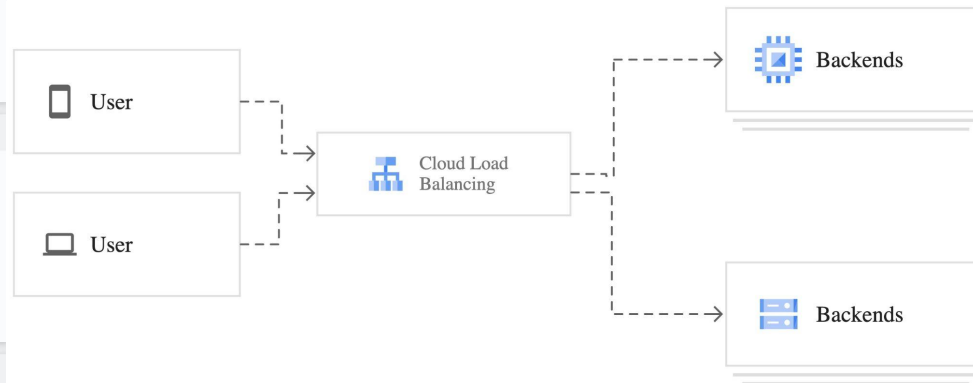 User
User
Cloud Load
Balancing
Backends
Backends